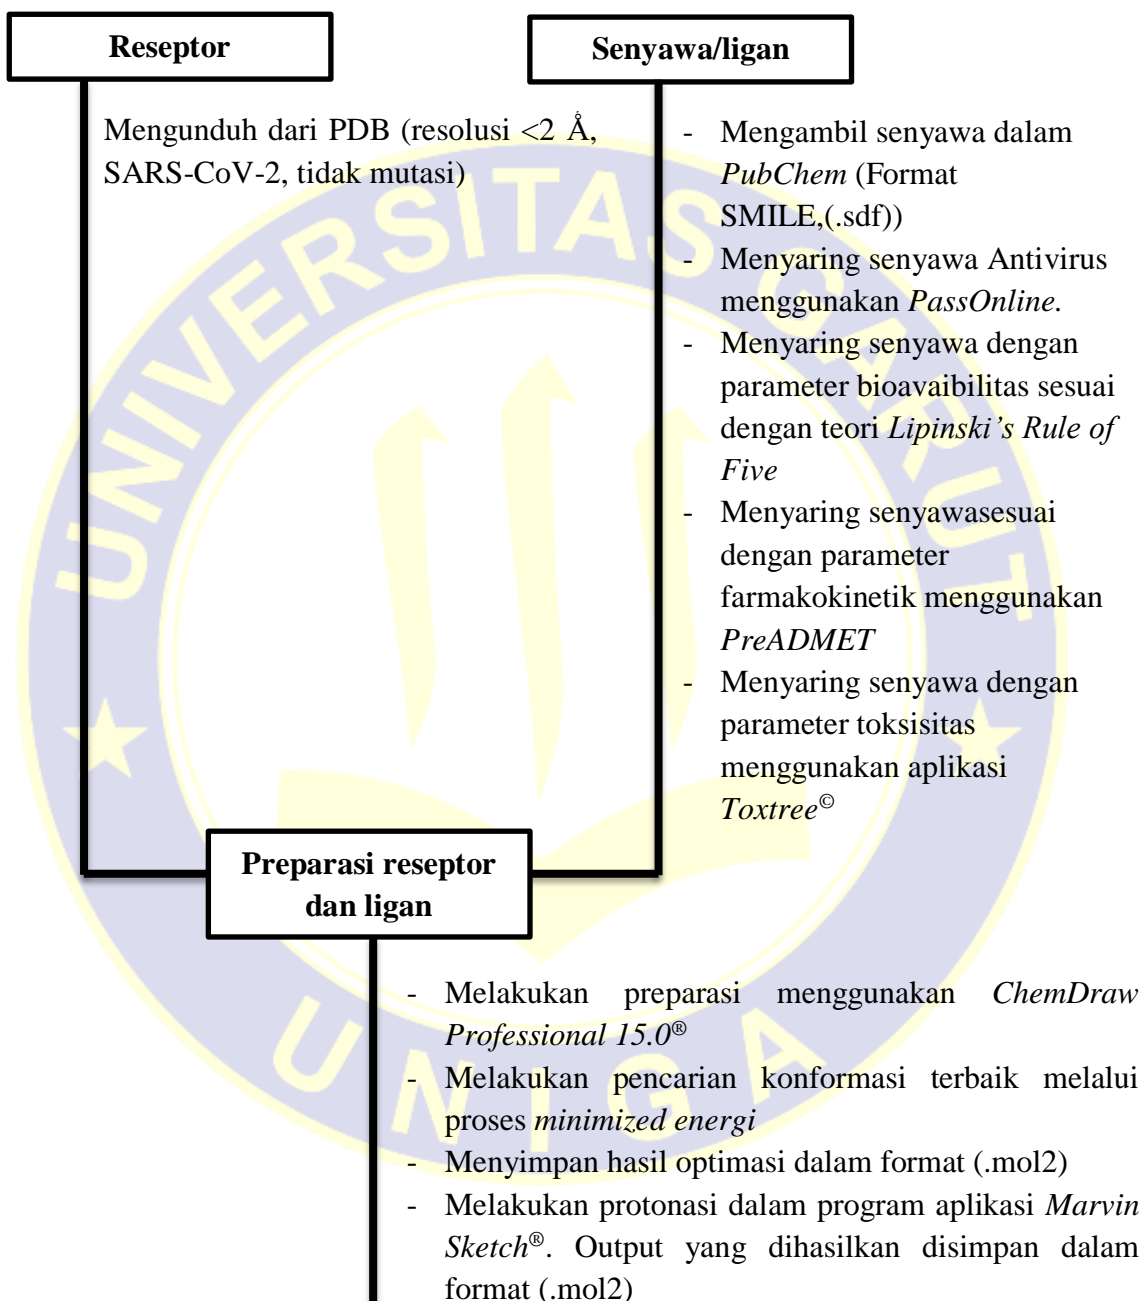 Reseptor
Mengunduh dari PDB (resolusi <2 Å,
SARS-CoV-2, tidak mutasi)
Senyawa/ligan
- Mengambil senyawa dalam
PubChem (Format
SMILE,(.sdf))
- Menyaring senyawa Antivirus
menggunakan PassOnline.
- Menyaring senyawa dengan
parameter bioavaibilitas sesuai
dengan teori Lipinski’s Rule of
Five
- Menyaring senyawasesuai
dengan parameter
farmakokinetik menggunakan
PreADMET
- Menyaring senyawa dengan
parameter toksisitas
menggunakan aplikasi
Toxtree©
Preparasi reseptor
dan ligan
- Melakukan preparasi menggunakan ChemDraw
Professional 15.0®
- Melakukan pencarian konformasi terbaik melalui
proses minimized energi
- Menyimpan hasil optimasi dalam format (.mol2)
- Melakukan protonasi dalam program aplikasi Marvin
Sketch®. Output yang dihasilkan disimpan dalam
format (.mol2)
UNIVERSITAS GARUT
UNIGA